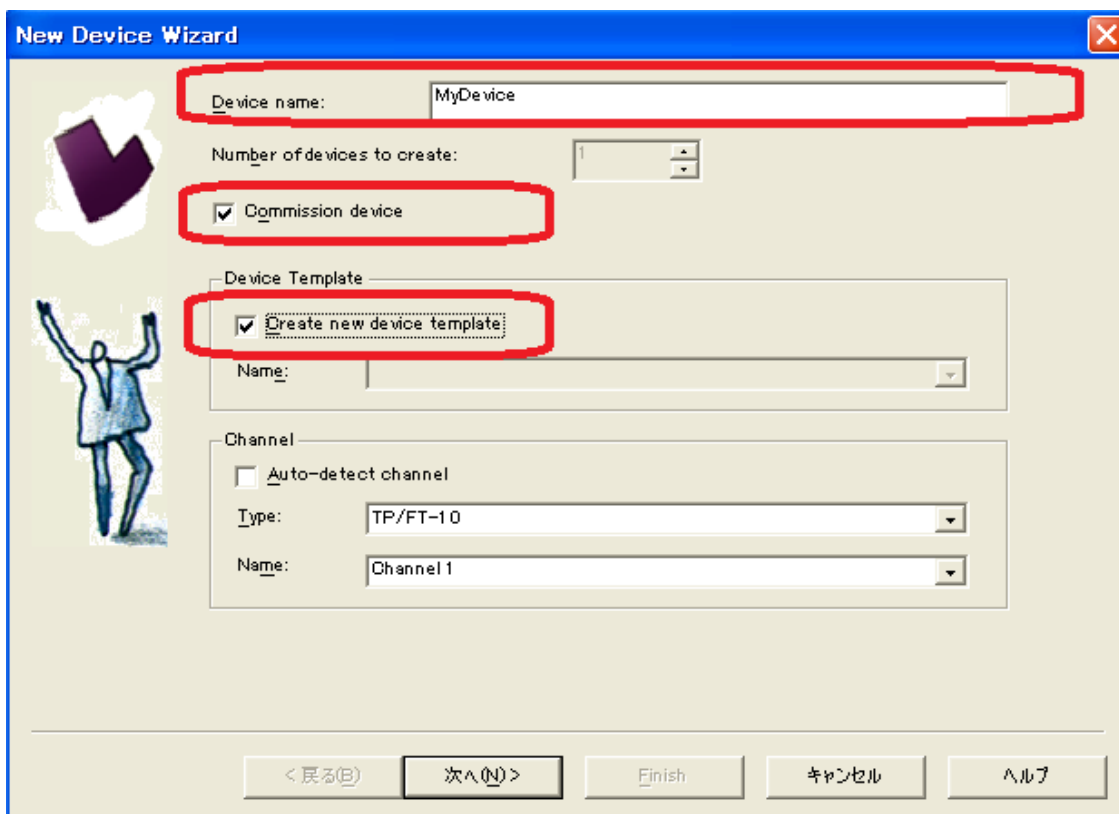 New Device Wizard
Device name: MyDevice
Number of devices to create: 1
Commission device
Device Template
Create new device template
Name:
Channel
Auto-detect channel
Type: TP/FT-10
Name: Channel 1
< 戻る(B) 次へ(N) > Finish キャンセル ヘルプ